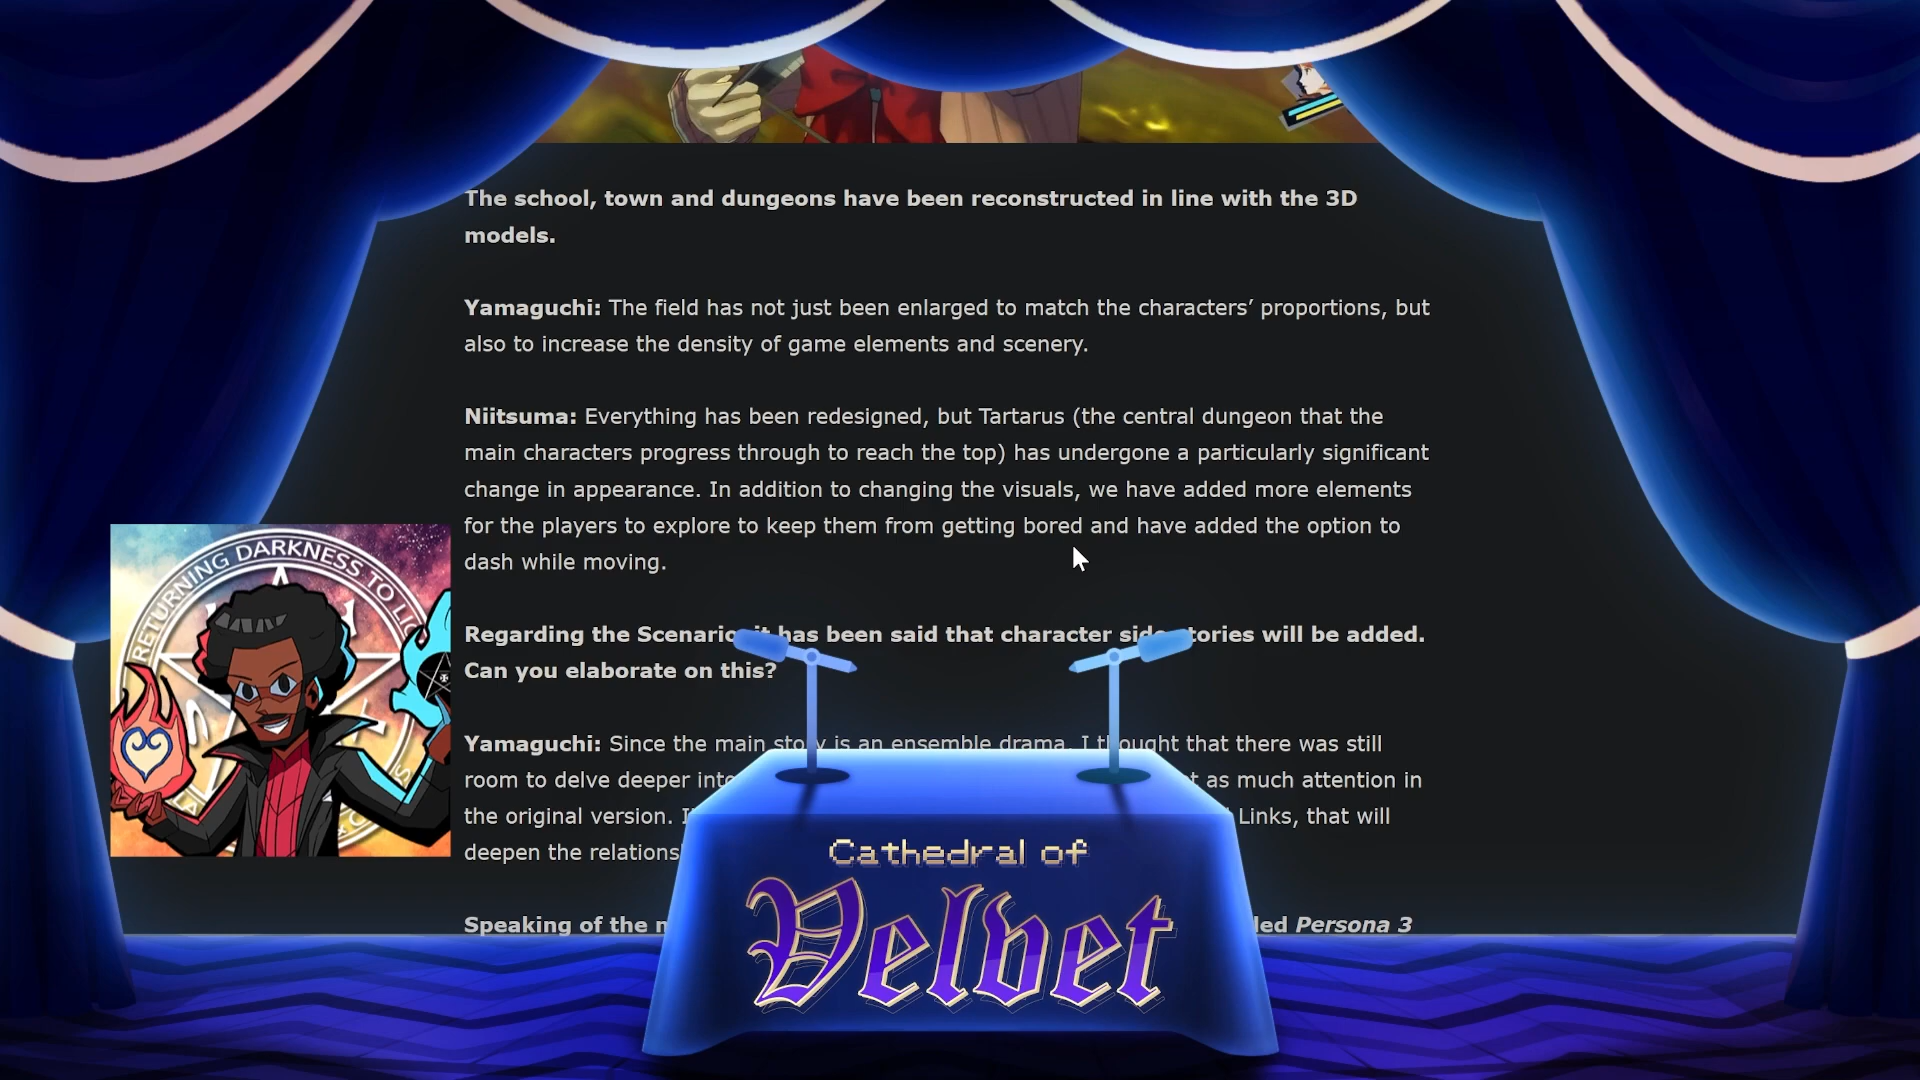 The school, town and dungeons have been reconstructed in line with the 3D
models.
Yamaguchi: The field has not just been enlarged to match the characters’ proportions, but
also to increase the density of game elements and scenery.
Niitsuma: Everything has been redesigned, but Tartarus (the central dungeon that the
main characters progress through to reach the top) has undergone a particularly significant
change in appearance. In addition to changing the visuals, we have added more elements
for the players to explore to keep them from getting bored and have added the option to
dash while moving.
RETURNING DARKNESS TO
Regarding the Scenario, it has been said that character side stories will be added.
Can you elaborate on this?
Yamaguchi: Since the main story is an ensemble drama, I thought that there was still
room to delve deeper into as much attention in
the original version. Links, that will
deepen the
Speaking of the Persona 3
Cathedral of
Velvet